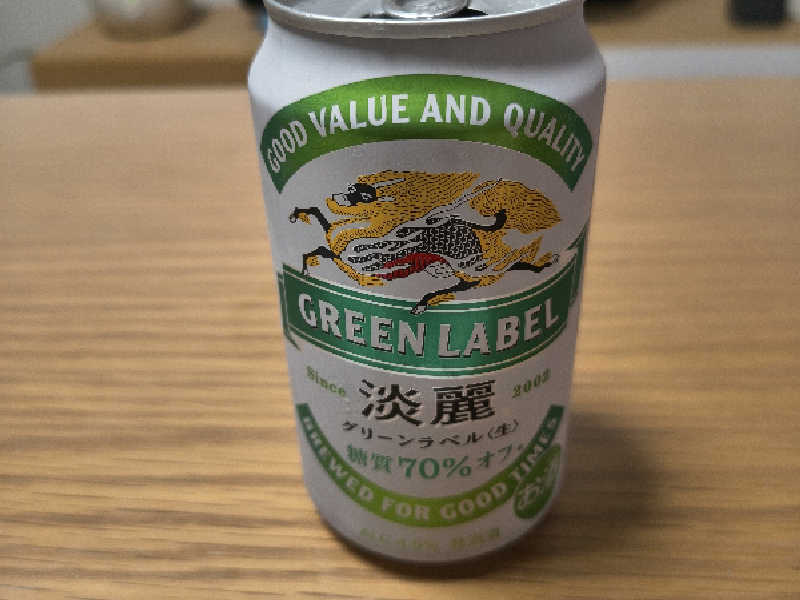 GOOD VALUE AND QUALITY
GREEN LABEL
Since 2002
淡麗
グリーンラベル〈生〉
糖質70%オフ。
BREWED FOR GOOD TIMES